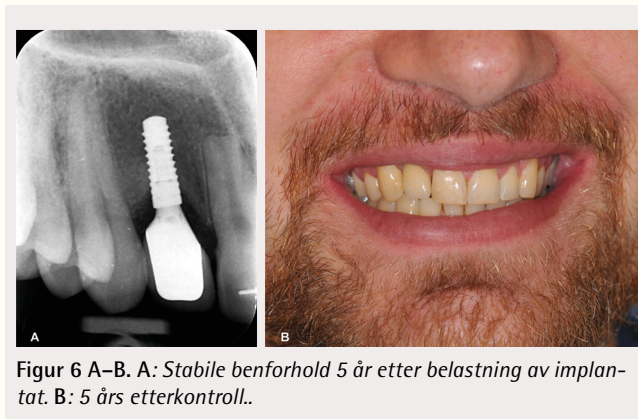 A
B
Figur 6 A–B. A: Stabile benforhold 5 år etter belastning av implan-
tat. B: 5 års etterkontroll..